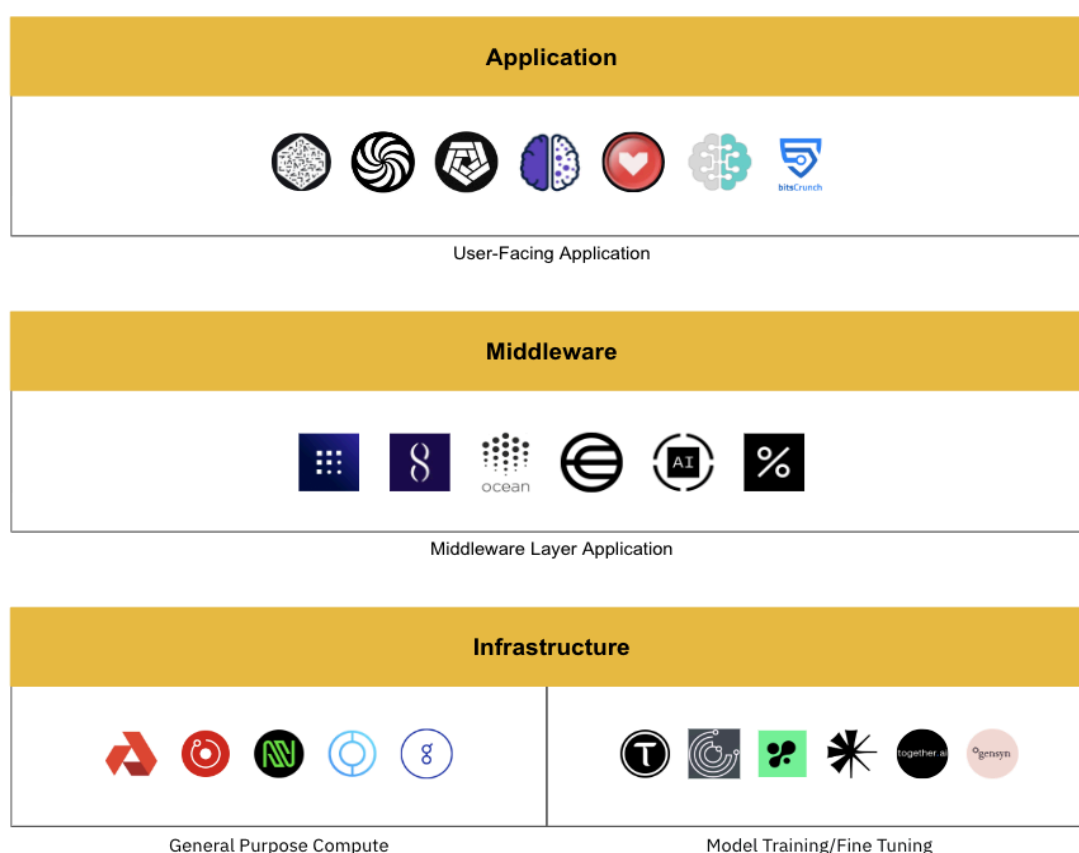 Application
bitsCrunch
User-Facing Application
Middleware
ocean
AI
%
Middleware Layer Application
Infrastructure
g
together.ai
gensyn
General Purpose Compute
Model Training/Fine Tuning